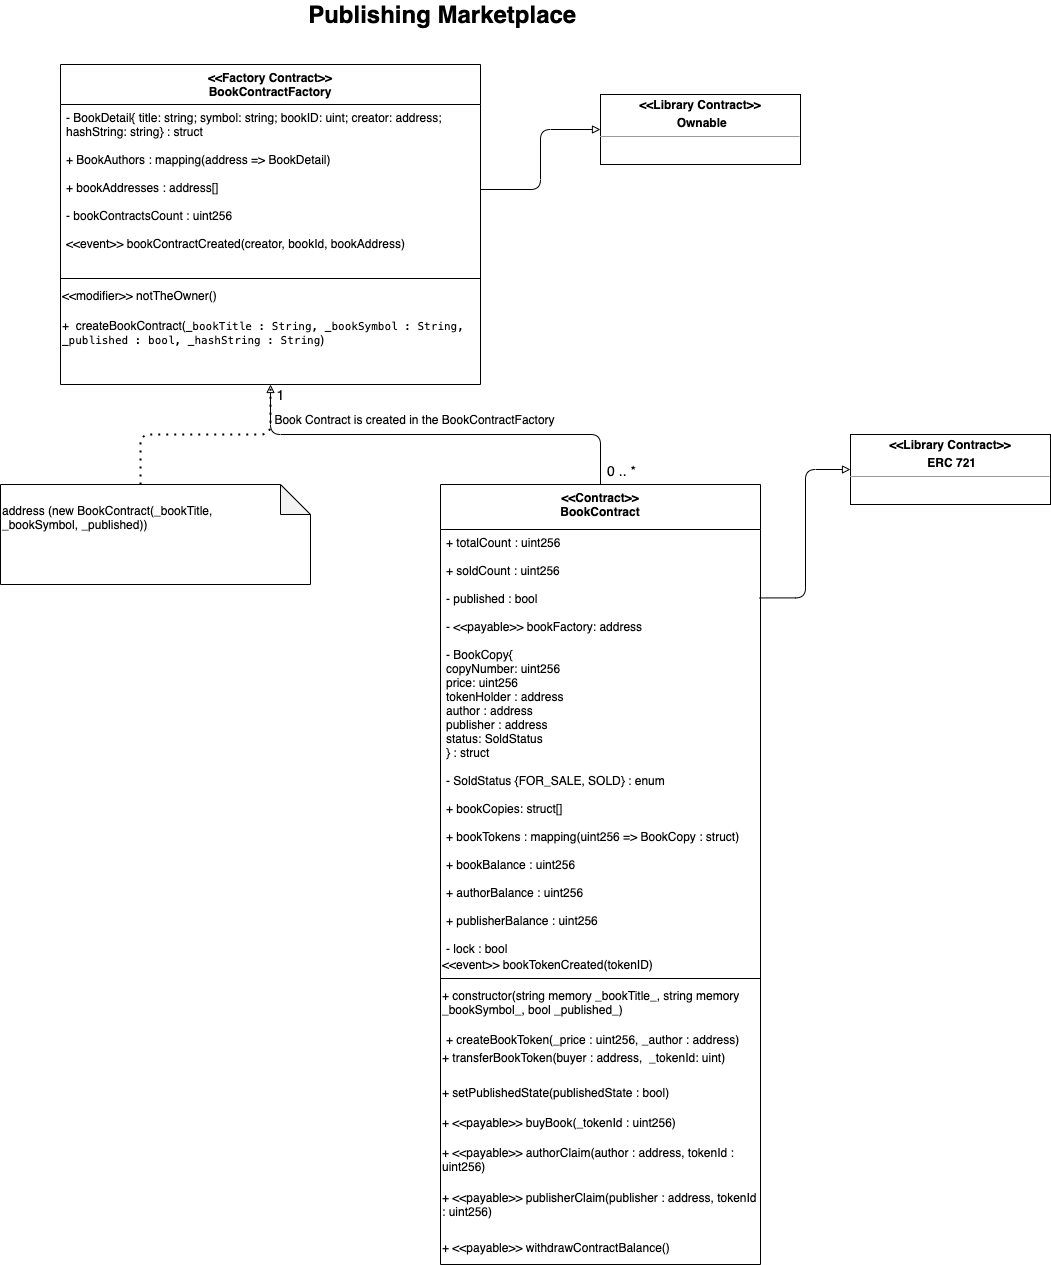 Publishing Marketplace
<<Factory Contract>>
BookContractFactory
- BookDetail{ title: string; symbol: string; bookID: uint; creator: address;
hashString: string} : struct
+ BookAuthors : mapping(address => BookDetail)
+ bookAddresses : address[]
- bookContractsCount : uint256
<<event>> bookContractCreated(creator, bookId, bookAddress)
<<modifier>> notTheOwner()
+ createBookContract(_bookTitle : String, _bookSymbol : String,
_published : bool, _hashString : String)
<<Library Contract>>
Ownable
1
Book Contract is created in the BookContractFactory
0 .. *
<<Library Contract>>
ERC 721
address (new BookContract(_bookTitle,
_bookSymbol, _published))
<<Contract>>
BookContract
+ totalCount : uint256
+ soldCount : uint256
- published : bool
- <<payable>> bookFactory: address
- BookCopy{
copyNumber: uint256
price: uint256
tokenHolder : address
author : address
publisher : address
status: SoldStatus
} : struct
- SoldStatus {FOR_SALE, SOLD} : enum
+ bookCopies: struct[]
+ bookTokens : mapping(uint256 => BookCopy : struct)
+ bookBalance : uint256
+ authorBalance : uint256
+ publisherBalance : uint256
- lock : bool
<<event>> bookTokenCreated(tokenID)
+ constructor(string memory _bookTitle_, string memory
_bookSymbol_, bool _published_)
+ createBookToken(_price : uint256, _author : address)
+ transferBookToken(buyer : address, _tokenId: uint)
+ setPublishedState(publishedState : bool)
+ <<payable>> buyBook(_tokenId : uint256)
+ <<payable>> authorClaim(author : address, tokenId :
uint256)
+ <<payable>> publisherClaim(publisher : address, tokenId
: uint256)
+ <<payable>> withdrawContractBalance()